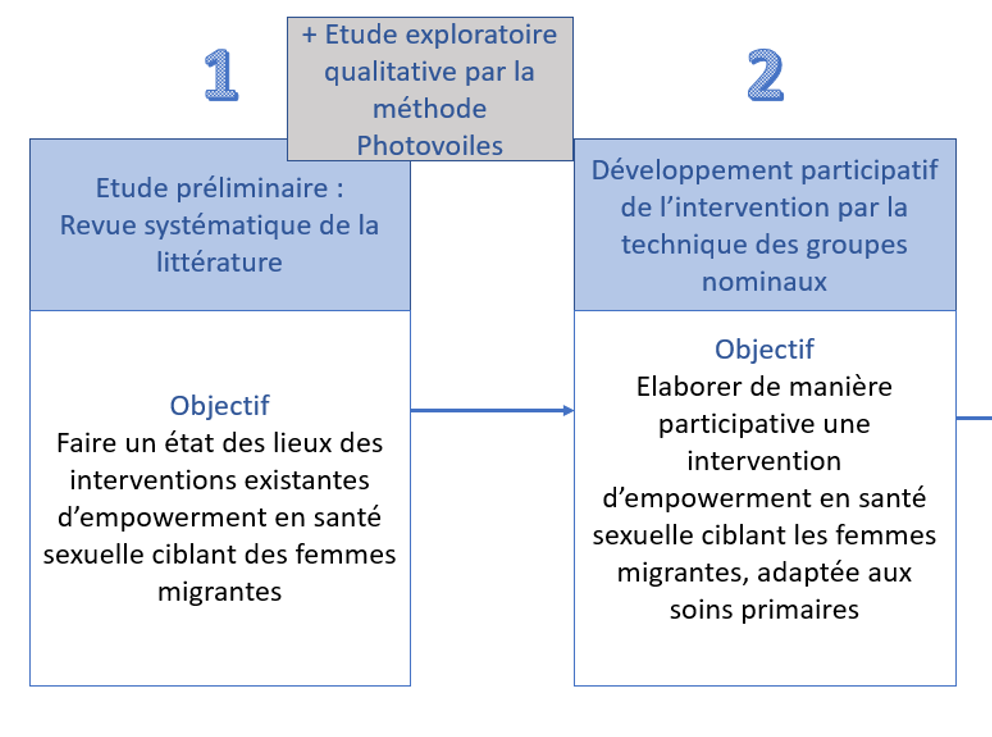 1
+ Etude exploratoire
qualitative par la
méthode
Photovoiles
2
Etude préliminaire :
Revue systématique de la
littérature
Objectif
Faire un état des lieux des
interventions existantes
d’empowerment en santé
sexuelle ciblant des femmes
migrantes
Développement participatif
de l’intervention par la
technique des groupes
nominaux
Objectif
Elaborer de manière
participative une
intervention
d’empowerment en santé
sexuelle ciblant les femmes
migrantes, adaptée aux
soins primaires